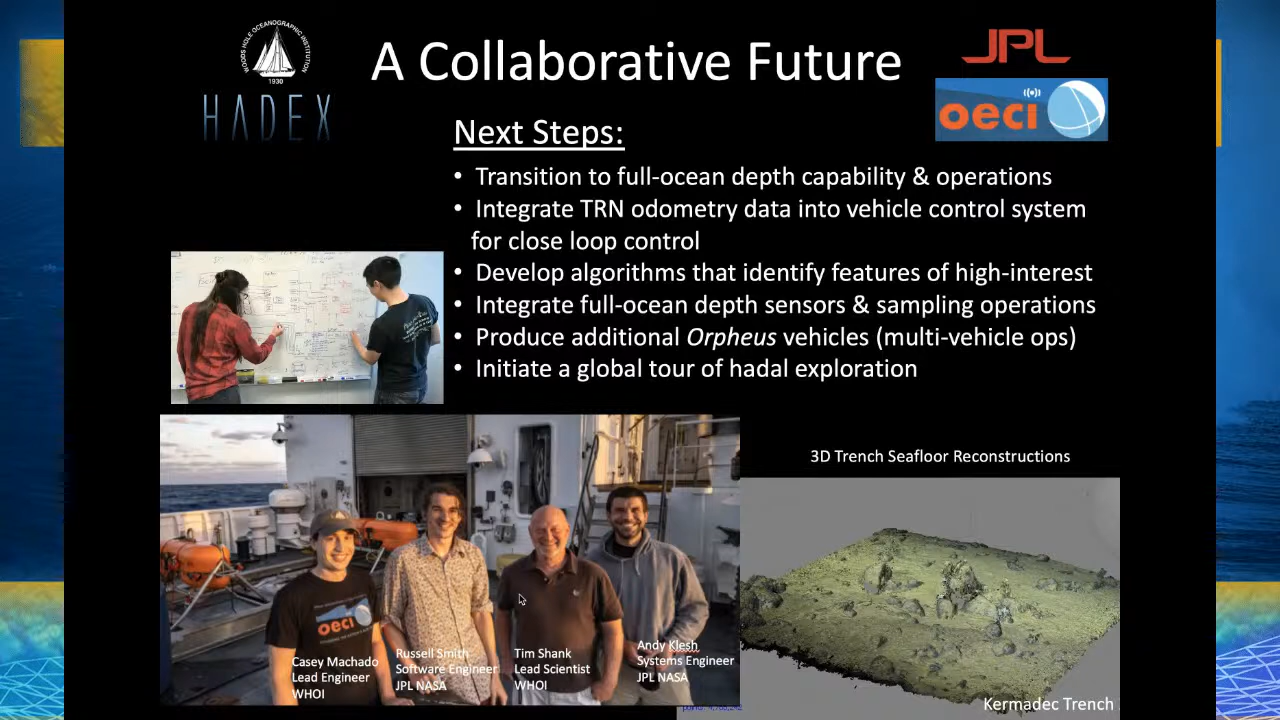 WOODS HOLE OCEANOGRAPHIC INSTITUTION
1930
HADEX
A Collaborative Future
JPL
oeci
Next Steps:
• Transition to full-ocean depth capability & operations
• Integrate TRN odometry data into vehicle control system
for close loop control
• Develop algorithms that identify features of high-interest
• Integrate full-ocean depth sensors & sampling operations
• Produce additional Orpheus vehicles (multi-vehicle ops)
• Initiate a global tour of hadal exploration
oeci
Casey Machado
Lead Engineer
WHOI
Russell Smith
Software Engineer
JPL NASA
Tim Shank
Lead Scientist
WHOI
Andy Klesh
Systems Engineer
JPL NASA
3D Trench Seafloor Reconstructions
Kermadec Trench